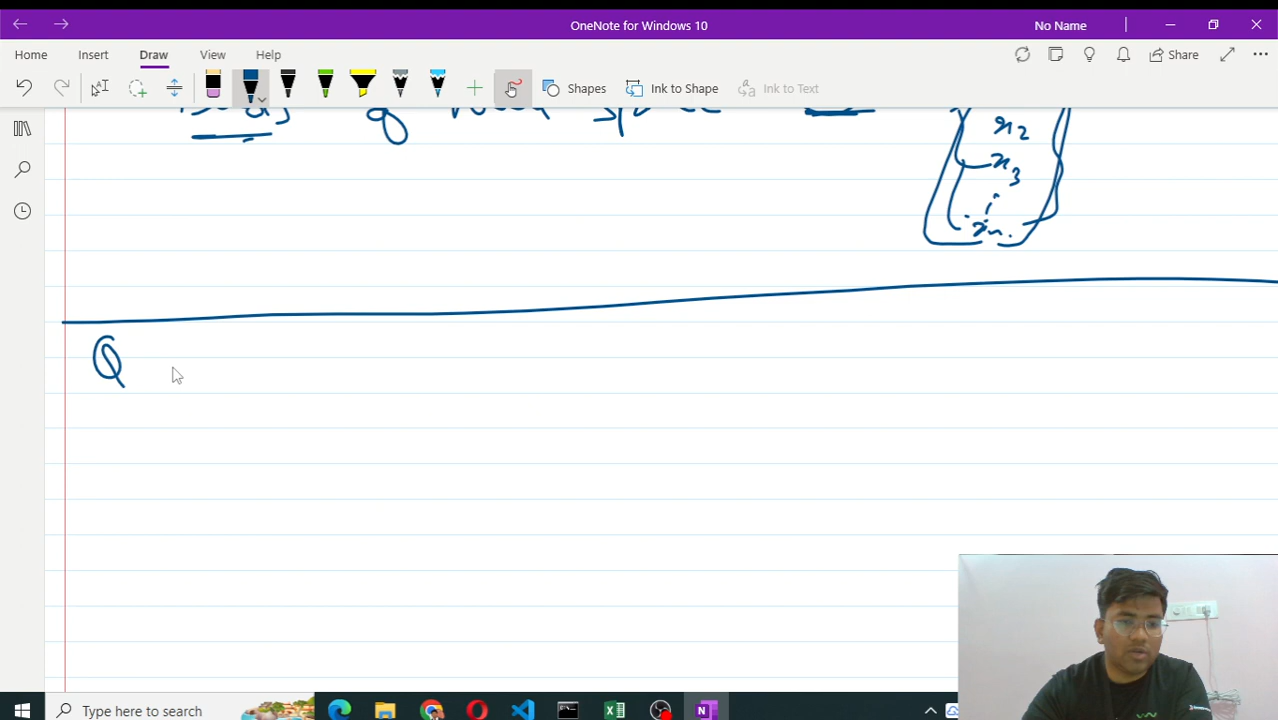 OneNote for Windows 10
No Name
Home Insert Draw View Help
Share
Shapes
Ink to Shape
Ink to Text
of
x2
x3
xn.
Q
Type here to search